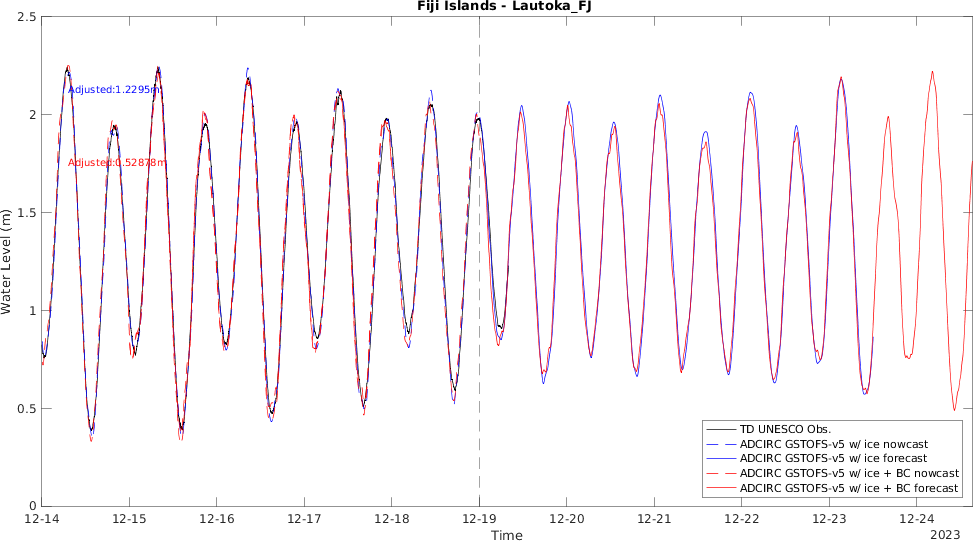 Fiji Islands - Lautoka_FJ
2.5
2
1.5
1
0.5
0
Water Level (m)
Adjusted:1.2295m
Adjusted:0.52878m
TD UNESCO Obs.
ADCIRC GSTOFS-v5 w/ ice nowcast
ADCIRC GSTOFS-v5 w/ ice forecast
ADCIRC GSTOFS-v5 w/ ice + BC nowcast
ADCIRC GSTOFS-v5 w/ ice + BC forecast
12-14 12-15 12-16 12-17 12-18 12-19 12-20 12-21 12-22 12-23 12-24
Time
2023